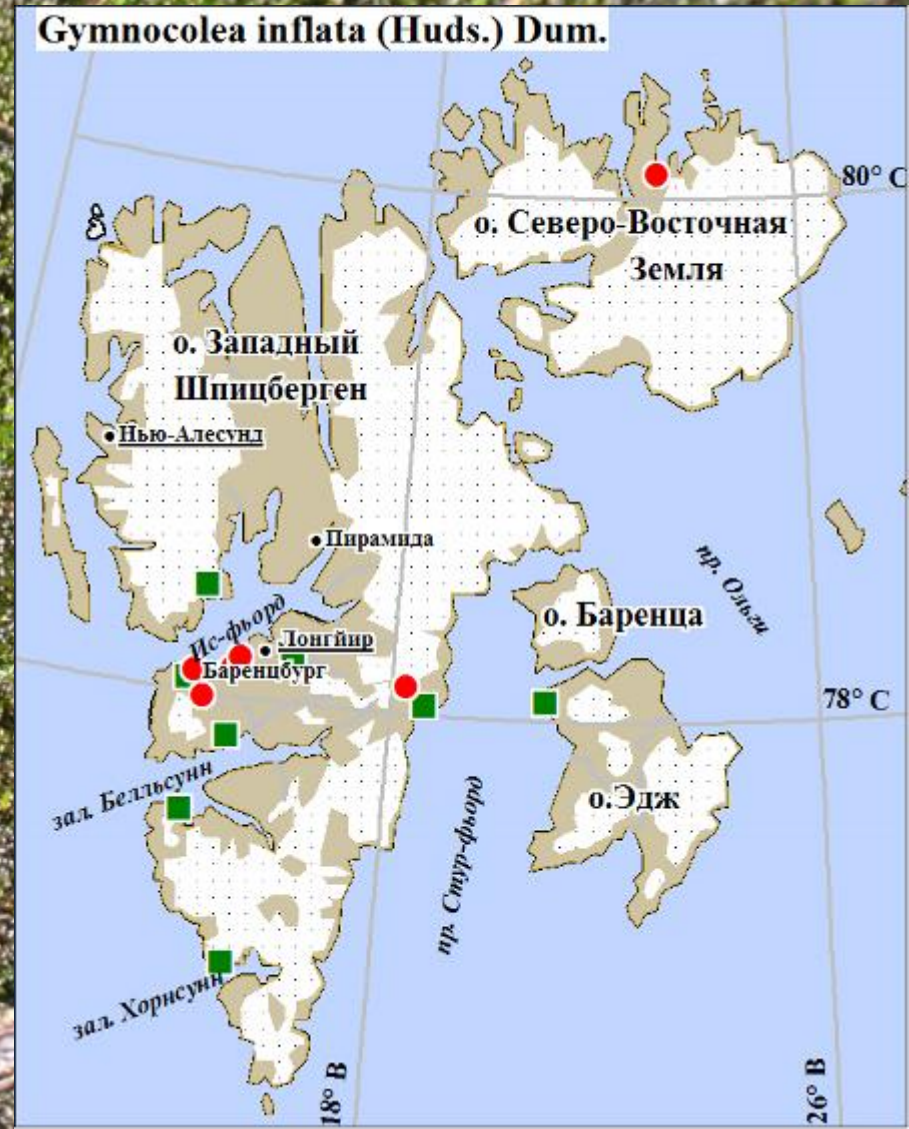 Gymnocolea inflata (Huds.) Dum.
80° С
о. Северо-Восточная
Земля
о. Западный
Шпицберген
Нью-Алесунд
Пирамида
пр. Ольги
о. Баренца
Ис-фьорд
Лонгйир
Баренцбург
78° С
зал. Белльсунн
о.Эдж
пр. Стур-фьорд
зал. Хорнсунн
18° В
26° В